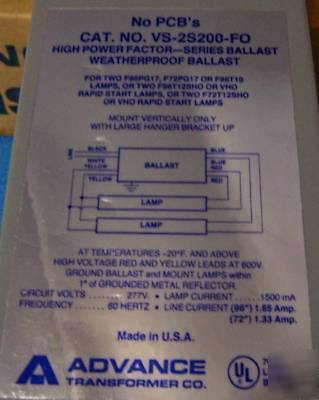 No PCB's
CAT. NO. VS-2S200-FO
HIGH POWER FACTOR—SERIES BALLAST
WEATHERPROOF BALLAST
FOR TWO F96PG17, F72PG17 OR F96T10
LAMPS, OR TWO F96T12SHO OR VHO
RAPID START LAMPS, OR TWO F72T12SHO
OR VHO RAPID START LAMPS
MOUNT VERTICALLY ONLY
WITH LARGE HANGER BRACKET UP
LINE
BLACK
WHITE
YELLOW
YELLOW
BALLAST
BLUE
BLUE
RED
RED
LAMP
LAMP
AT TEMPERATURES -20°F. AND ABOVE
HIGH VOLTAGE RED AND YELLOW LEADS AT 600V.
GROUND BALLAST and MOUNT LAMPS within
1" of GROUNDED METAL REFLECTOR.
CIRCUIT VOLTS ....... 277V. • LAMP CURRENT ......... 1500 mA
FREQUENCY ....... 60 HERTZ • LINE CURRENT (96") 1.65 Amp.
(72") 1.33 Amp.
Made in U.S.A.
ADVANCE
TRANSFORMER CO.
UL